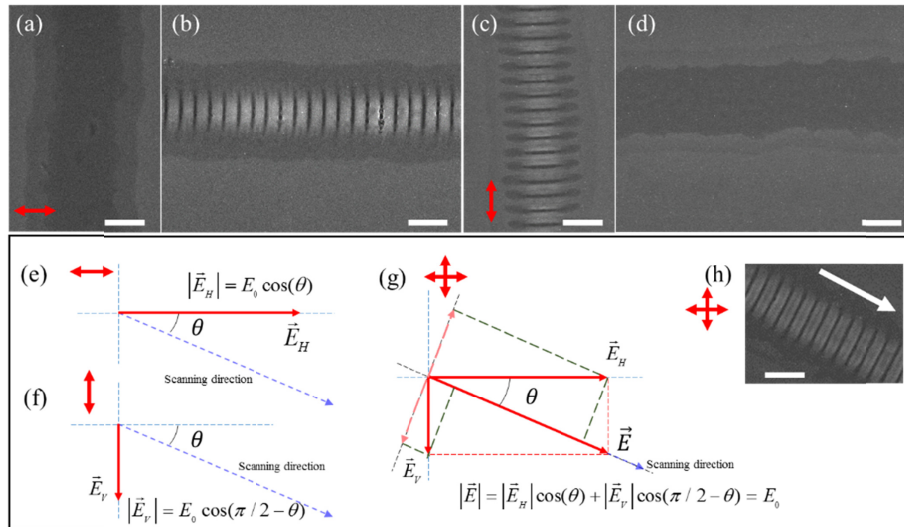 (a)
(b)
(c)
(d)
(e)
|E⃗_H| = E_0 cos(θ)
θ
E⃗_H
Scanning direction
(f)
θ
Scanning direction
E⃗_V
|E⃗_V| = E_0 cos(π / 2 − θ)
(g)
E⃗_H
θ
E⃗
E⃗_V
Scanning direction
|E⃗| = |E⃗_H| cos(θ) + |E⃗_V| cos(π / 2 − θ) = E_0
(h)